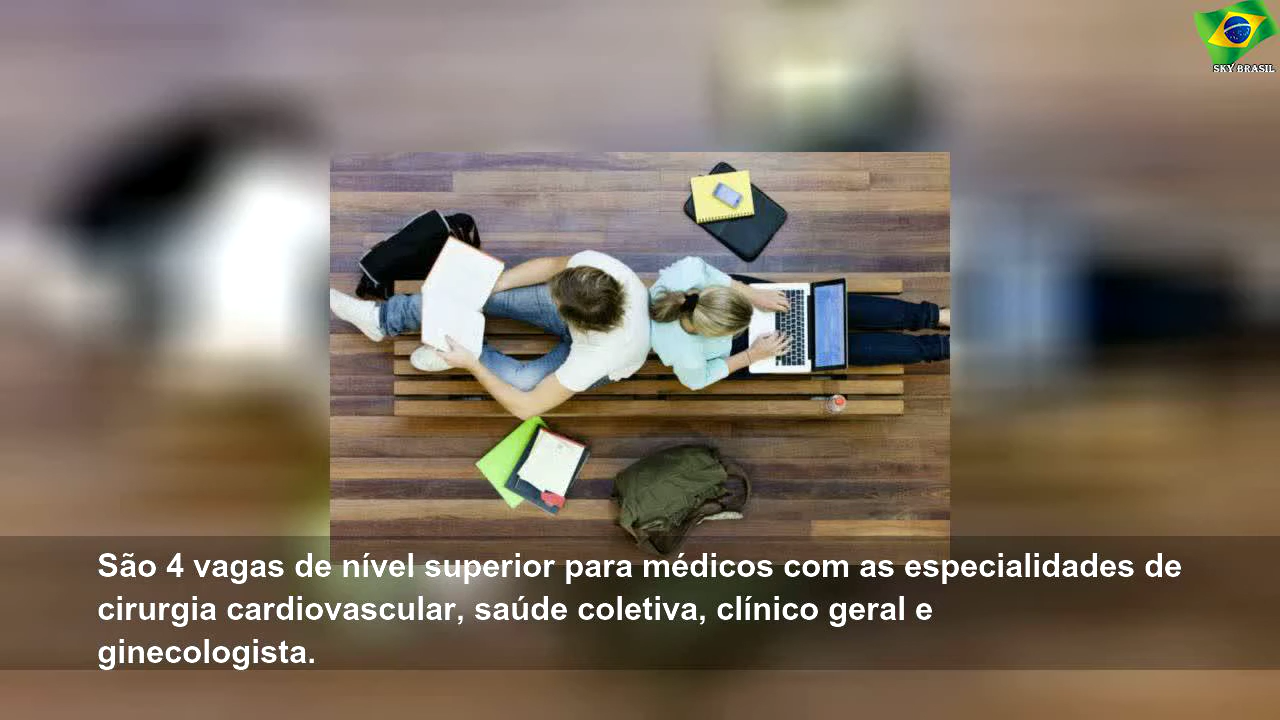 SKY BRASIL
São 4 vagas de nível superior para médicos com as especialidades de
cirurgia cardiovascular, saúde coletiva, clínico geral e
ginecologista.